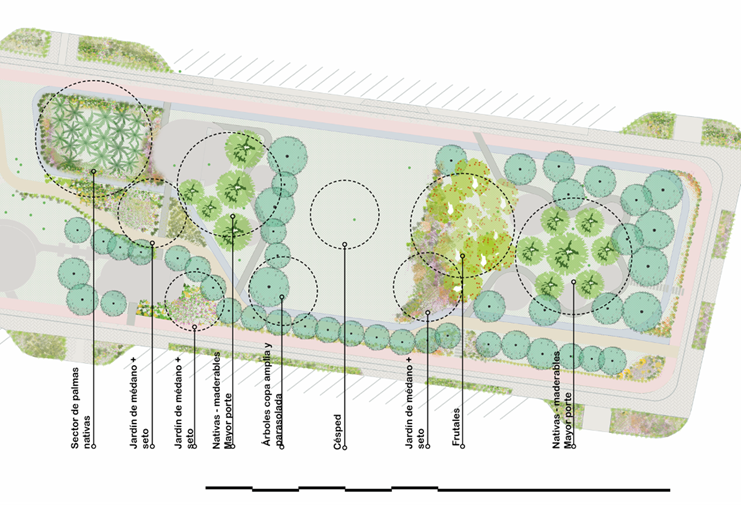 Sector de palmas
nativas
Jardín de médano +
seto
Jardín de médano +
seto
Nativas - maderables
Mayor porte
Árboles copa amplia y
parasolada
Césped
Jardín de médano +
seto
Frutales
Nativas - maderables
Mayor porte